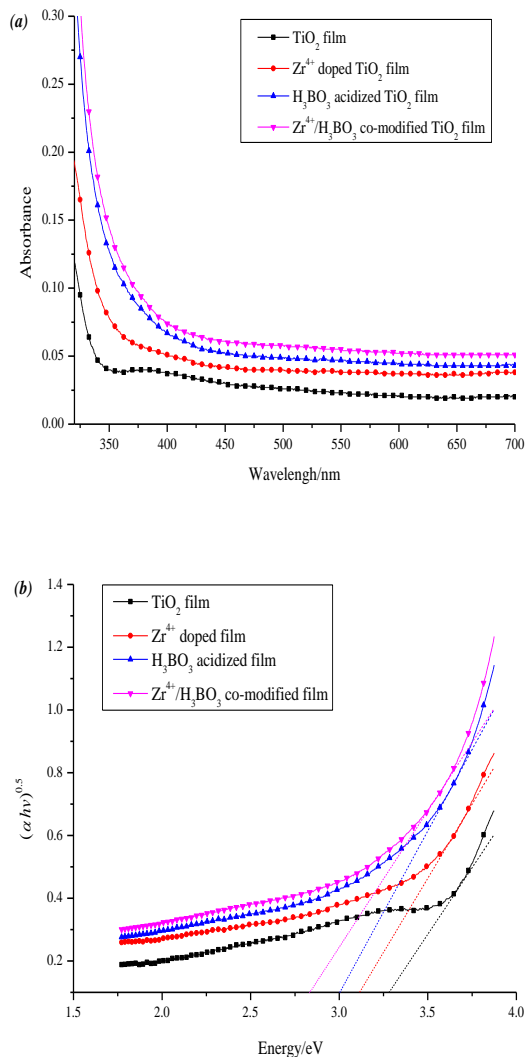 (a)
TiO₂ film
Zr⁴⁺ doped TiO₂ film
H₃BO₃ acidized TiO₂ film
Zr⁴⁺/H₃BO₃ co-modified TiO₂ film
Absorbance
0.30
0.25
0.20
0.15
0.10
0.05
0.00
350 400 450 500 550 600 650 700
Wavelengh/nm
(b)
TiO₂ film
Zr⁴⁺ doped film
H₃BO₃ acidized film
Zr⁴⁺/H₃BO₃ co-modified film
(αhν)⁰·⁵
1.4
1.2
1.0
0.8
0.6
0.4
0.2
1.5 2.0 2.5 3.0 3.5 4.0
Energy/eV